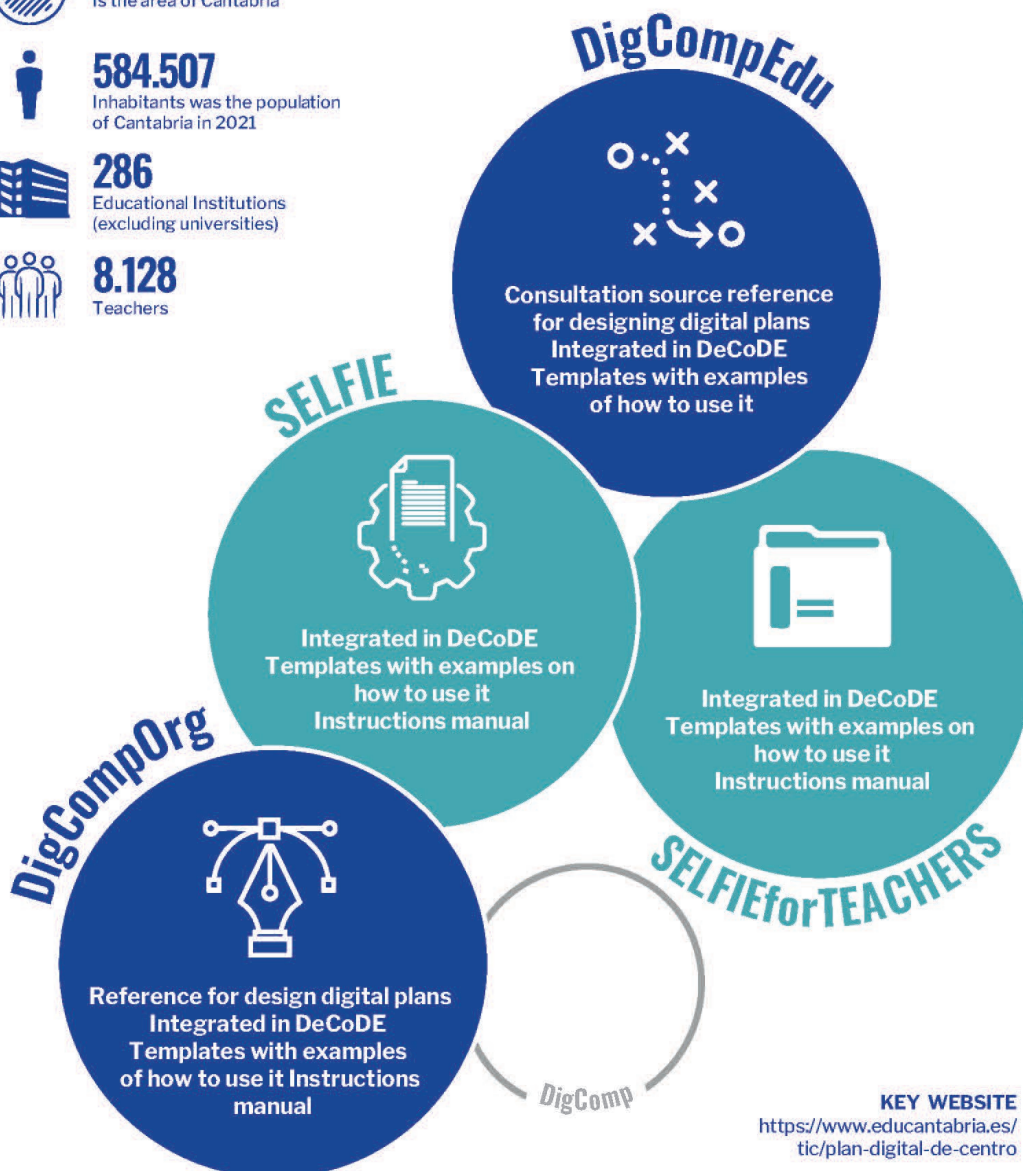 is the area of Cantabria
584.507
Inhabitants was the population
of Cantabria in 2021
286
Educational Institutions
(excluding universities)
8.128
Teachers
DigCompEdu
Consultation source reference
for designing digital plans
Integrated in DeCoDE
Templates with examples
of how to use it
SELFIE
Integrated in DeCoDE
Templates with examples on
how to use it
Instructions manual
Integrated in DeCoDE
Templates with examples on
how to use it
Instructions manual
SELFIEforTEACHERS
DigCompOrg
Reference for design digital plans
Integrated in DeCoDE
Templates with examples
of how to use it Instructions
manual
DigComp
KEY WEBSITE
https://www.educantabria.es/
tic/plan-digital-de-centro